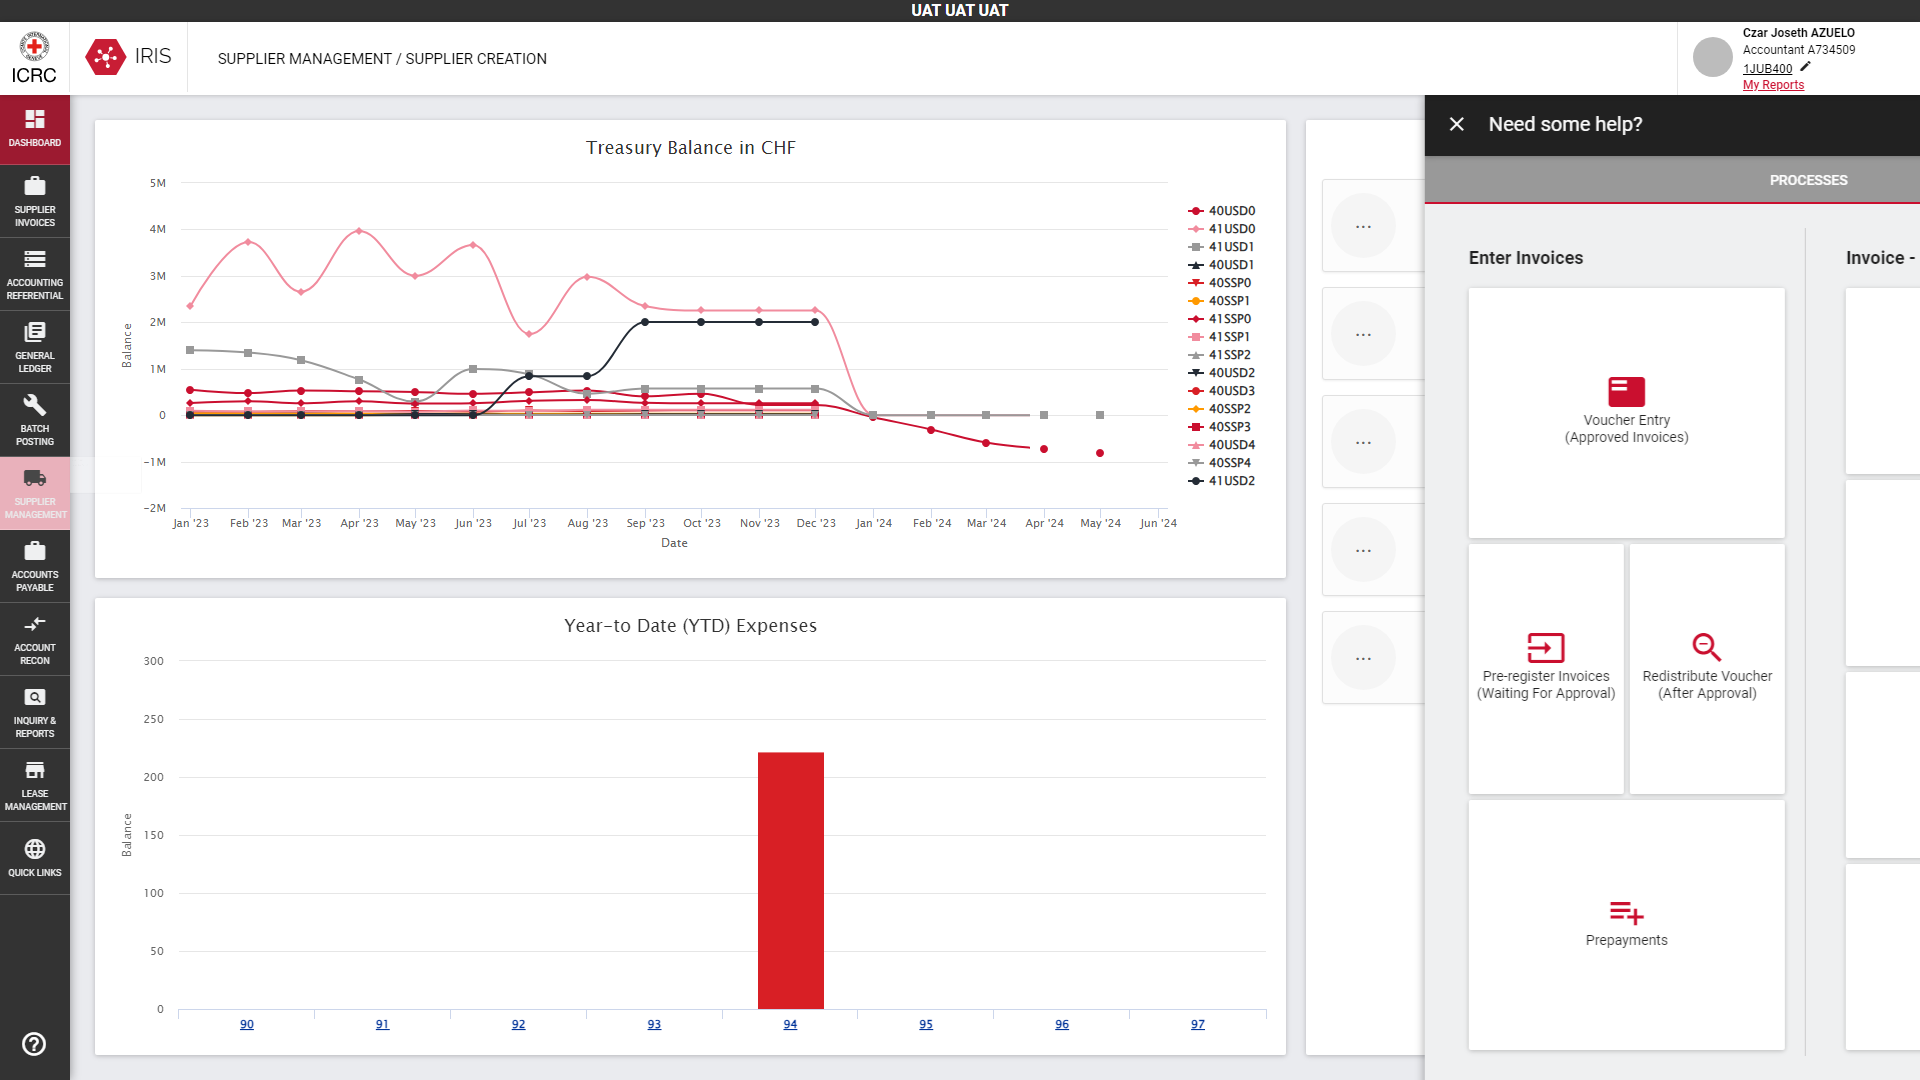 UAT UAT UAT
ICRC
IRIS
SUPPLIER MANAGEMENT / SUPPLIER CREATION
Czar Joseth AZUELO
Accountant A734509
1JUB400
My Reports
DASHBOARD
SUPPLIER
INVOICES
ACCOUNTING
REFERENTIAL
GENERAL
LEDGER
BATCH
POSTING
SUPPLIER
MANAGEMENT
ACCOUNTS
PAYABLE
ACCOUNT
RECON
INQUIRY &
REPORTS
LEASE
MANAGEMENT
QUICK LINKS
Treasury Balance in CHF
5M
4M
3M
2M
1M
0
-1M
-2M
Balance
Jan '23 Feb '23 Mar '23 Apr '23 May '23 Jun '23 Jul '23 Aug '23 Sep '23 Oct '23 Nov '23 Dec '23 Jan '24 Feb '24 Mar '24 Apr '24 May '24 Jun '24
Date
40USD0
41USD0
41USD1
40USD1
40SSP0
40SSP1
41SSP0
41SSP1
41SSP2
40USD2
40USD3
40SSP2
40SSP3
40USD4
40SSP4
41USD2
Year-to Date (YTD) Expenses
300
250
200
150
100
50
0
Balance
90 91 92 93 94 95 96 97
...
...
...
...
...
Need some help?
PROCESSES
Enter Invoices
Voucher Entry
(Approved Invoices)
Pre-register Invoices
(Waiting For Approval)
Redistribute Voucher
(After Approval)
Prepayments
Invoice -